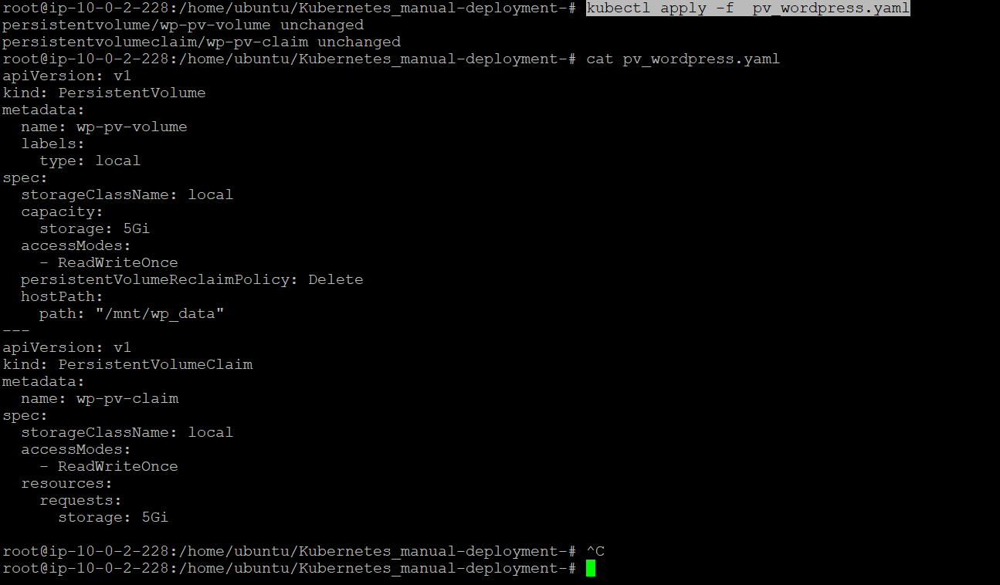 root@ip-10-0-2-228:/home/ubuntu/Kubernetes_manual-deployment-# kubectl apply -f  pv_wordpress.yaml
persistentvolume/wp-pv-volume unchanged
persistentvolumeclaim/wp-pv-claim unchanged
root@ip-10-0-2-228:/home/ubuntu/Kubernetes_manual-deployment-# cat pv_wordpress.yaml
apiVersion: v1
kind: PersistentVolume
metadata:
  name: wp-pv-volume
  labels:
    type: local
spec:
  storageClassName: local
  capacity:
    storage: 5Gi
  accessModes:
    - ReadWriteOnce
  persistentVolumeReclaimPolicy: Delete
  hostPath:
    path: "/mnt/wp_data"
---
apiVersion: v1
kind: PersistentVolumeClaim
metadata:
  name: wp-pv-claim
spec:
  storageClassName: local
  accessModes:
    - ReadWriteOnce
  resources:
    requests:
      storage: 5Gi

root@ip-10-0-2-228:/home/ubuntu/Kubernetes_manual-deployment-# ^C
root@ip-10-0-2-228:/home/ubuntu/Kubernetes_manual-deployment-#